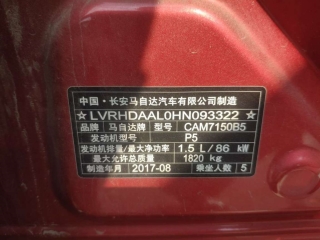 中国·长安马自达汽车有限公司制造
☆LVRHDAAL0HN093322☆
品牌 马自达牌 型号 CAM7150B5
发动机型号 P5
发动机排量/最大净功率 1.5 L/86 kW
最大允许总质量 1820 kg
制造年月 2017-08 乘坐人数 5